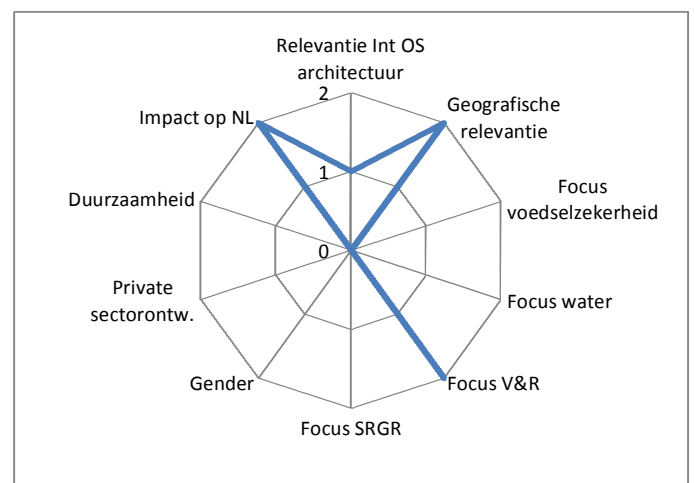 Relevantie Int OS
architectuur
2
Geografische
relevantie
Impact op NL
1
Duurzaamheid
Focus
voedselzekerheid
0
Private
sectorontw.
Focus water
Gender
Focus V&R
Focus SRGR